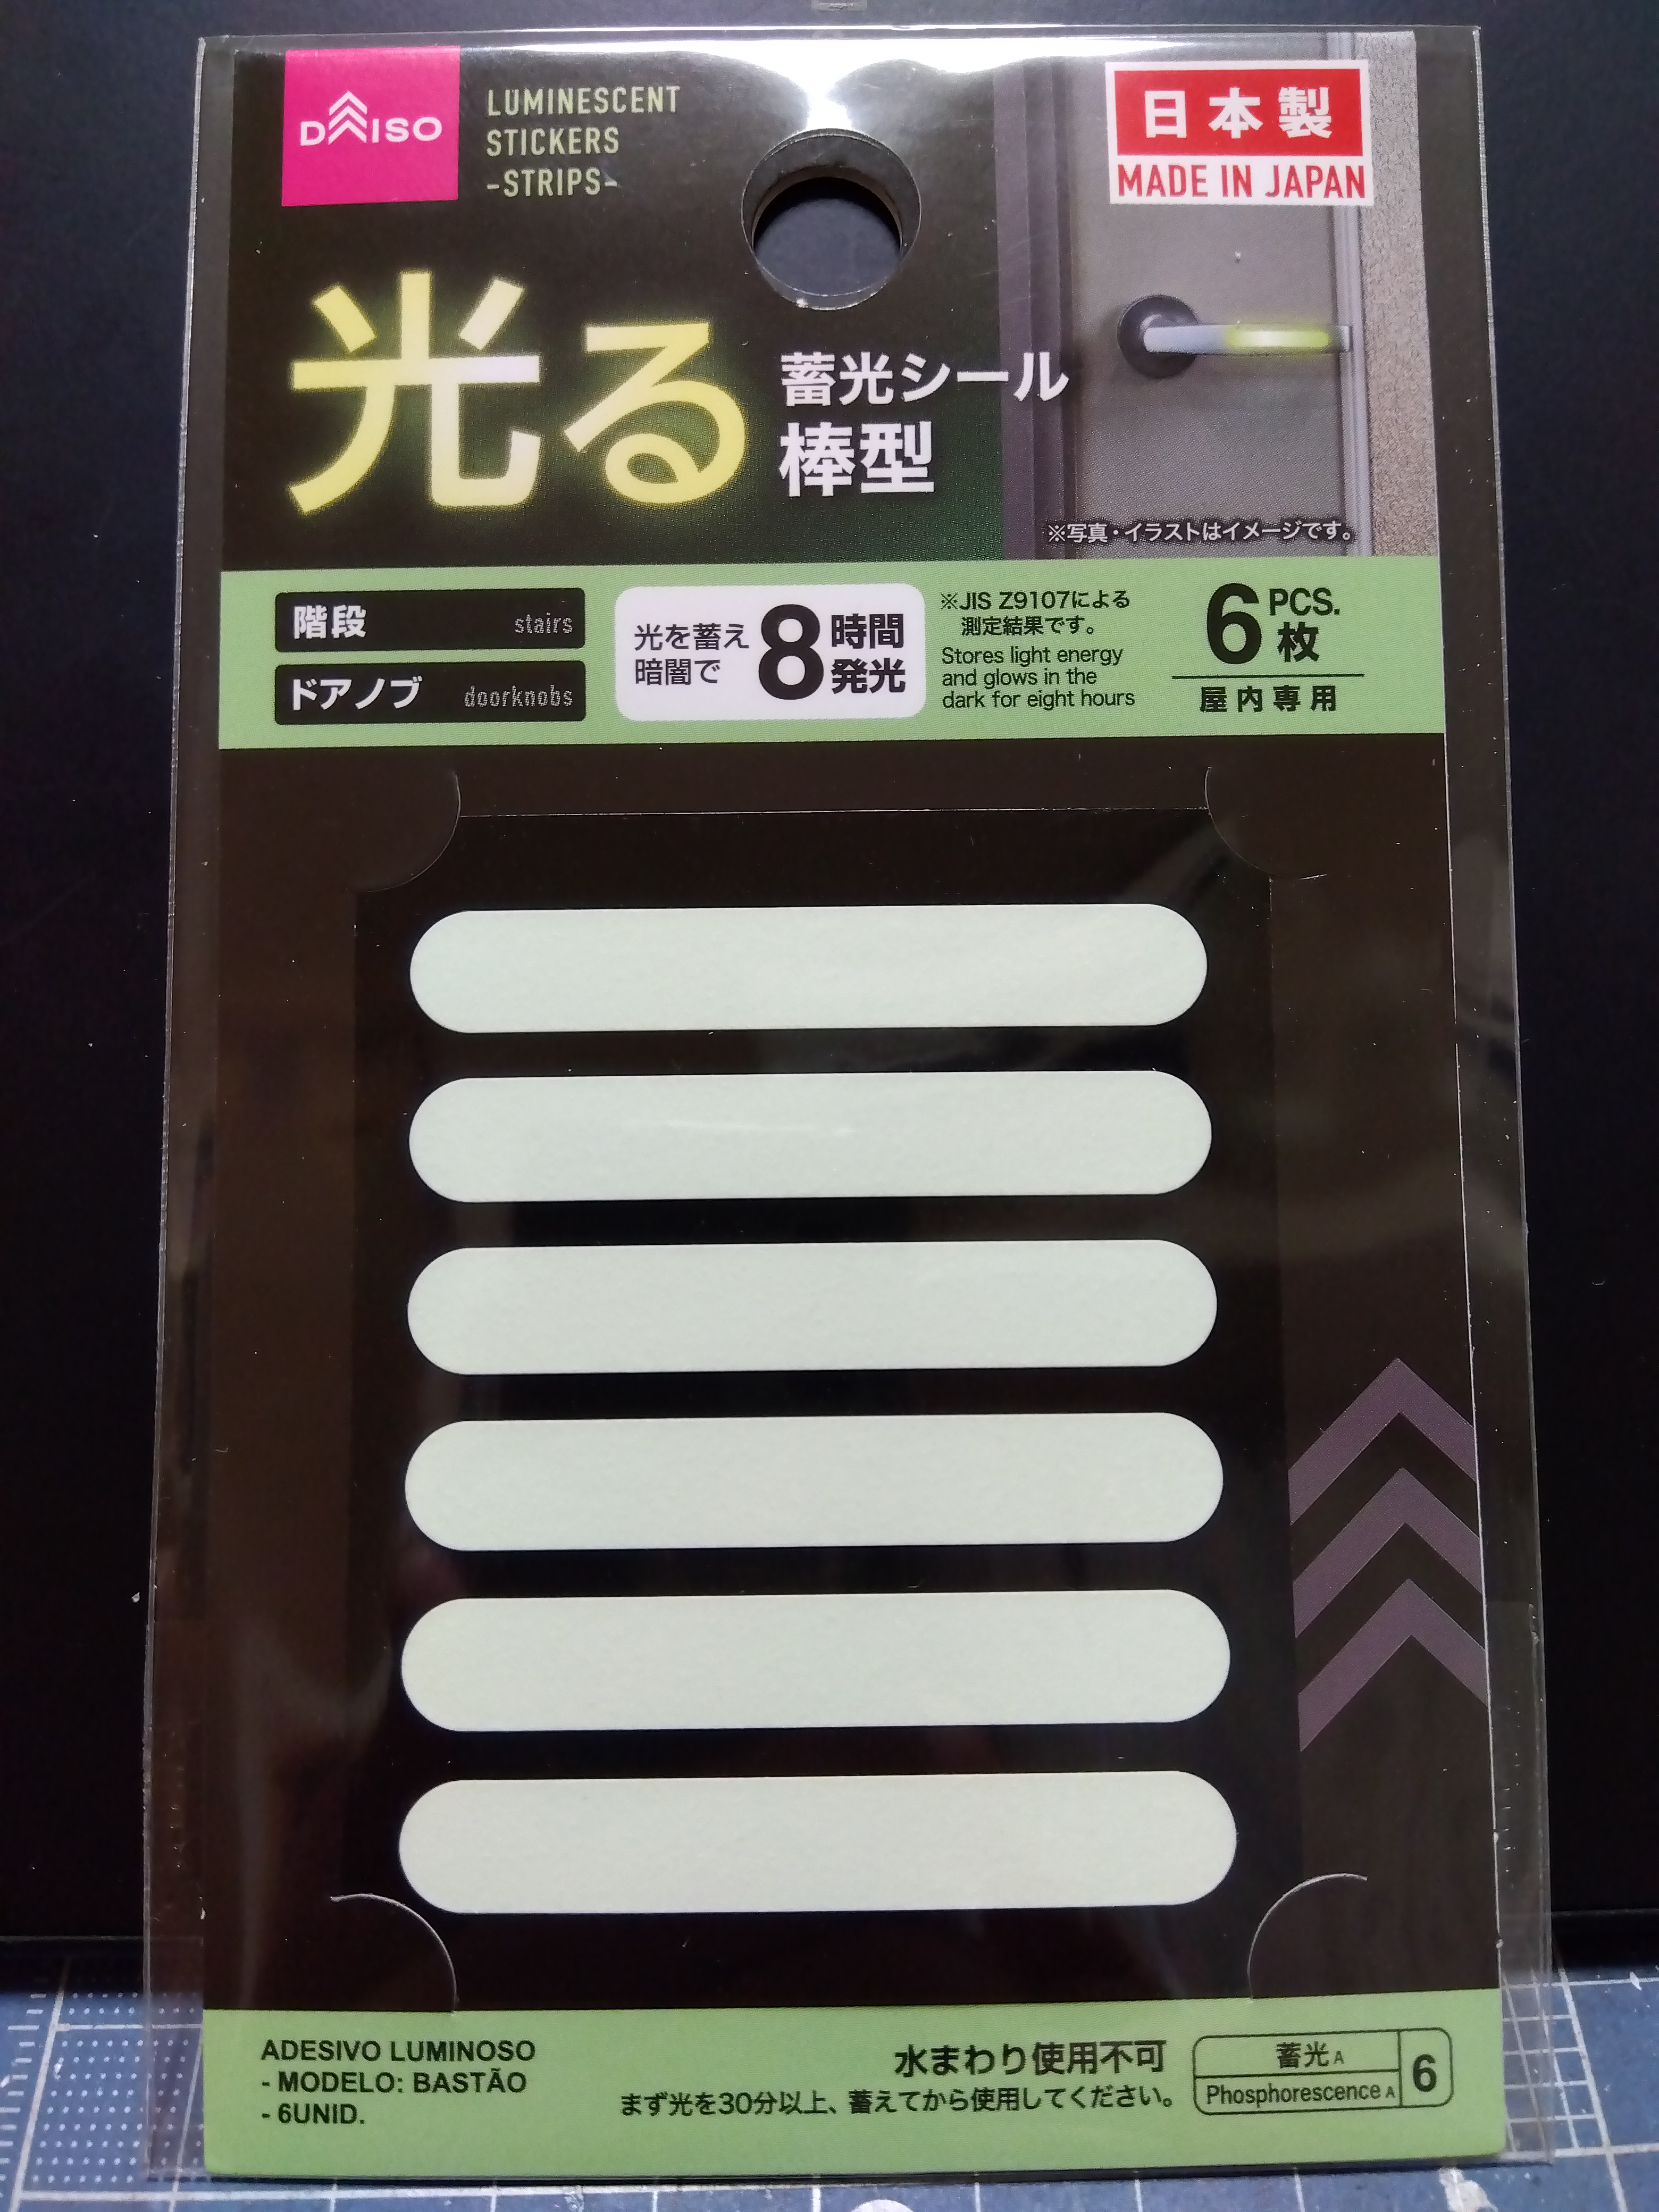 DAISO
LUMINESCENT
STICKERS
-STRIPS-
日本製
MADE IN JAPAN
光る
蓄光シール
棒型
※写真・イラストはイメージです。
階段 stairs
ドアノブ doorknobs
光を蓄え
暗闇で
8時間
発光
※JIS Z9107による
測定結果です。
Stores light energy
and glows in the
dark for eight hours
6 PCS.
枚
屋内専用
ADESIVO LUMINOSO
- MODELO: BASTÃO
- 6UNID.
水まわり使用不可
まず光を30分以上、蓄えてから使用してください。
蓄光 A
Phosphorescence A
6